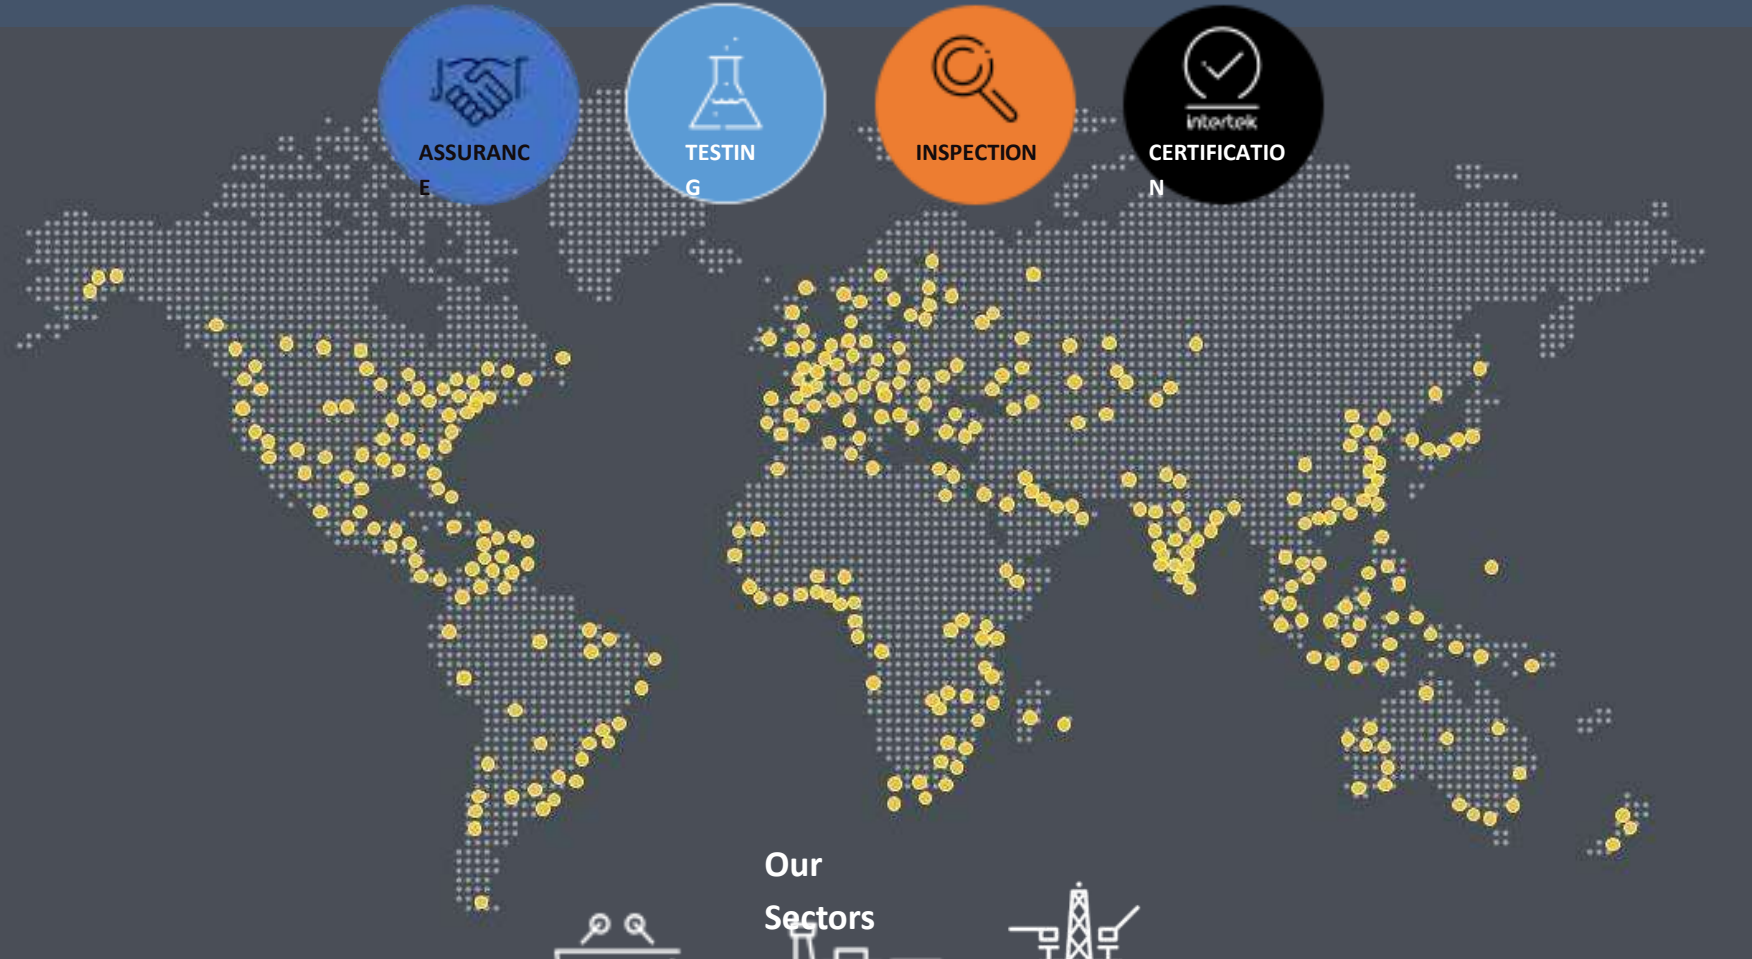 ASSURANC
E
TESTIN
G
INSPECTION
intertek
CERTIFICATIO
N
Our
Sectors